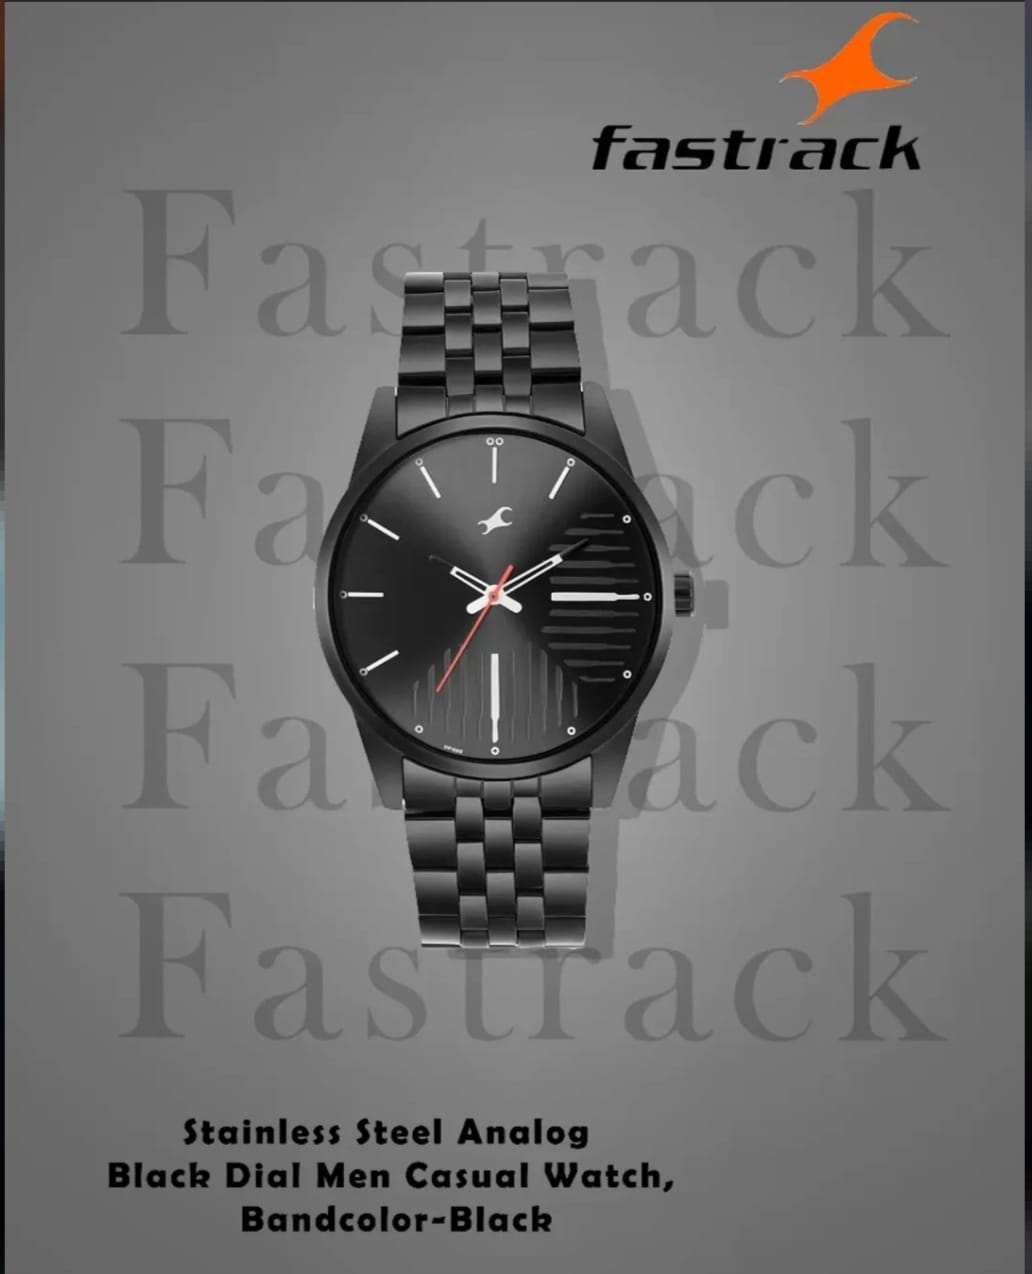 fastrack
Fastrack
Fastrack
Fastrack
Fastrack
Stainless Steel Analog
Black Dial Men Casual Watch,
Bandcolor-Black